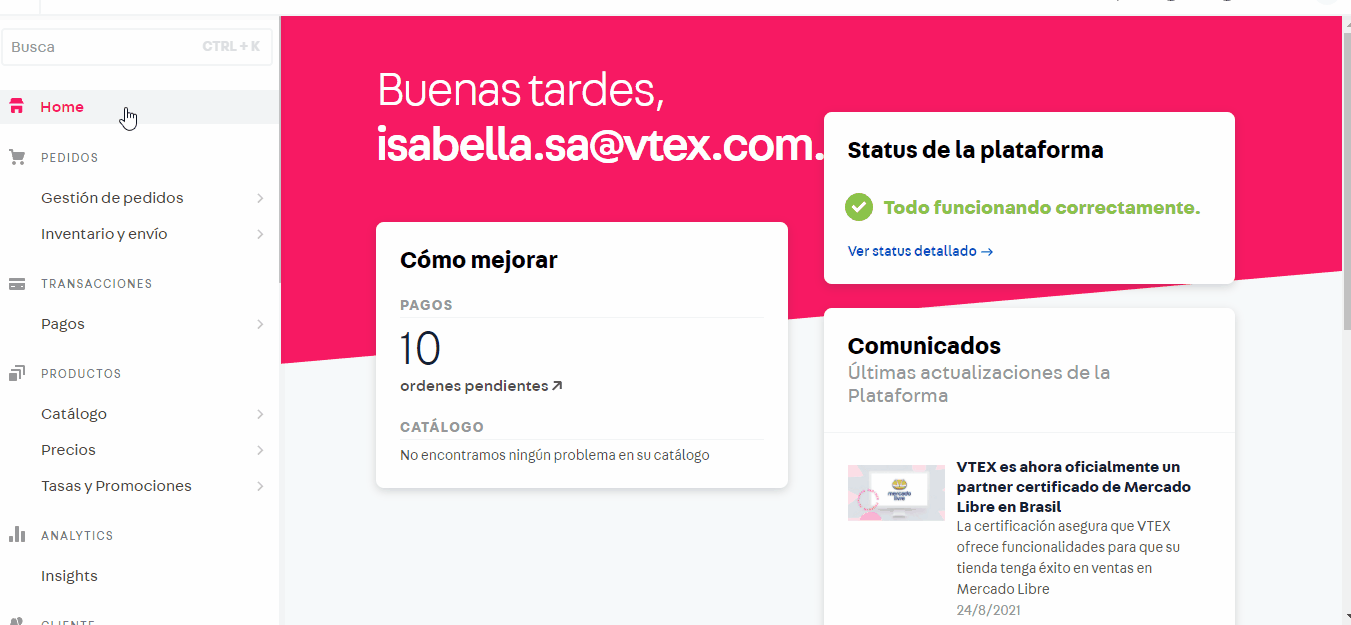 Busca CTRL + K
Home
PEDIDOS
Gestión de pedidos
Inventario y envío
TRANSACCIONES
Pagos
PRODUCTOS
Catálogo
Precios
Tasas y Promociones
ANALYTICS
Insights
CLIENTE
Buenas tardes,
isabella.sa@vtex.com.
Cómo mejorar
PAGOS
10
ordenes pendientes
CATÁLOGO
No encontramos ningún problema en su catálogo
Status de la plataforma
Todo funcionando correctamente.
Ver status detallado →
Comunicados
Últimas actualizaciones de la
Plataforma
mercado
livre
VTEX es ahora oficialmente un
partner certificado de Mercado
Libre en Brasil
La certificación asegura que VTEX
ofrece funcionalidades para que su
tienda tenga éxito en ventas en
Mercado Libre
24/8/2021